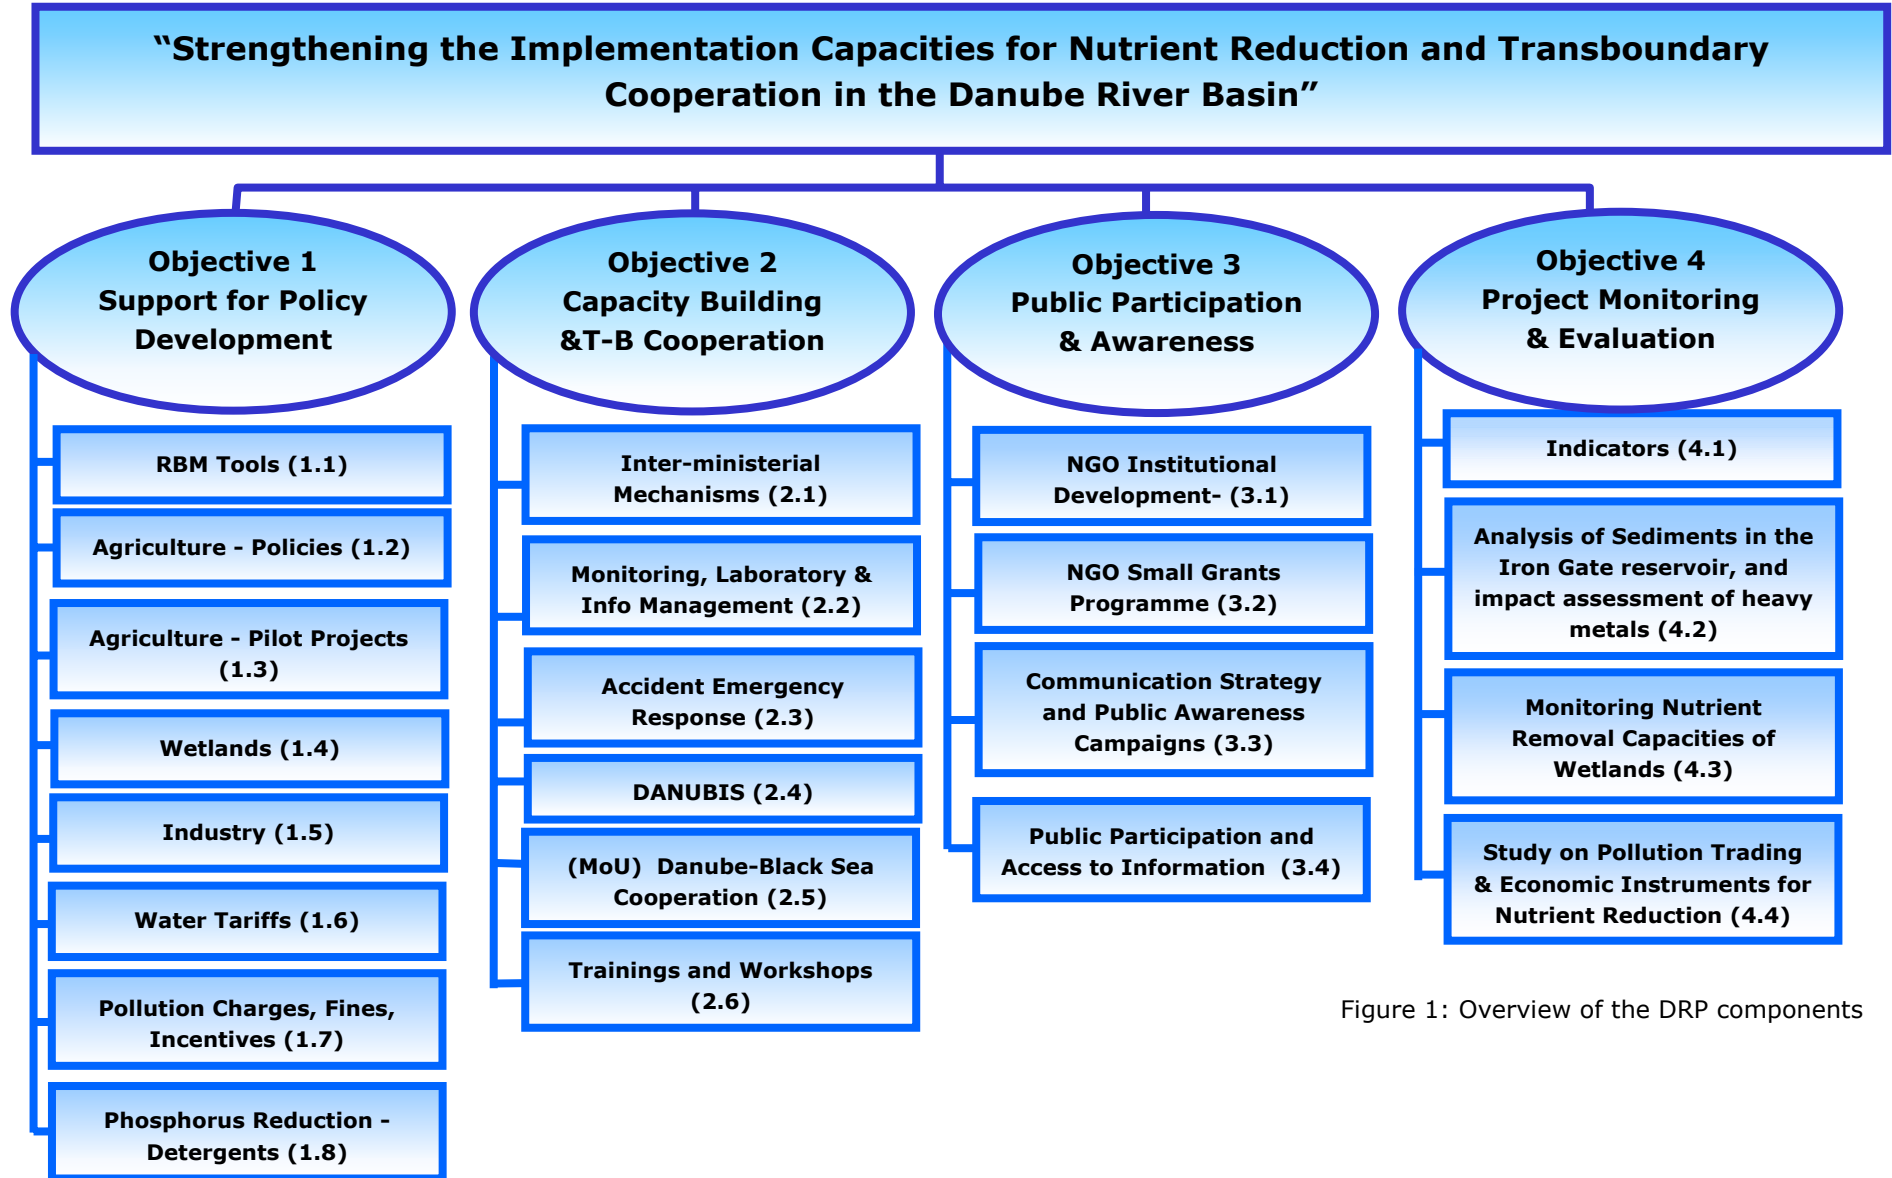 “Strengthening the Implementation Capacities for Nutrient Reduction and Transboundary
Cooperation in the Danube River Basin”
Objective 1
Support for Policy
Development
RBM Tools (1.1)
Agriculture - Policies (1.2)
Agriculture - Pilot Projects
(1.3)
Wetlands (1.4)
Industry (1.5)
Water Tariffs (1.6)
Pollution Charges, Fines,
Incentives (1.7)
Phosphorus Reduction -
Detergents (1.8)
Objective 2
Capacity Building
&T-B Cooperation
Inter-ministerial
Mechanisms (2.1)
Monitoring, Laboratory &
Info Management (2.2)
Accident Emergency
Response (2.3)
DANUBIS (2.4)
(MoU)  Danube-Black Sea
Cooperation (2.5)
Trainings and Workshops
(2.6)
Objective 3
Public Participation
& Awareness
NGO Institutional
Development- (3.1)
NGO Small Grants
Programme (3.2)
Communication Strategy
and Public Awareness
Campaigns (3.3)
Public Participation and
Access to Information  (3.4)
Objective 4
Project Monitoring
& Evaluation
Indicators (4.1)
Analysis of Sediments in the
Iron Gate reservoir, and
impact assessment of heavy
metals (4.2)
Monitoring Nutrient
Removal Capacities of
Wetlands (4.3)
Study on Pollution Trading
& Economic Instruments for
Nutrient Reduction (4.4)
Figure 1: Overview of the DRP components